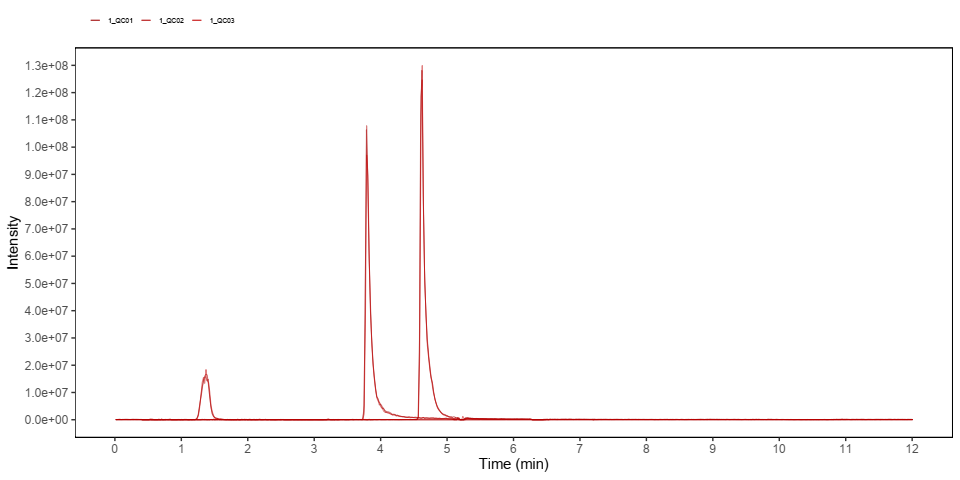 1_QC01 1_QC02 1_QC03
Intensity
1.3e+08
1.2e+08
1.1e+08
1.0e+08
9.0e+07
8.0e+07
7.0e+07
6.0e+07
5.0e+07
4.0e+07
3.0e+07
2.0e+07
1.0e+07
0.0e+00
0 1 2 3 4 5 6 7 8 9 10 11 12
Time (min)